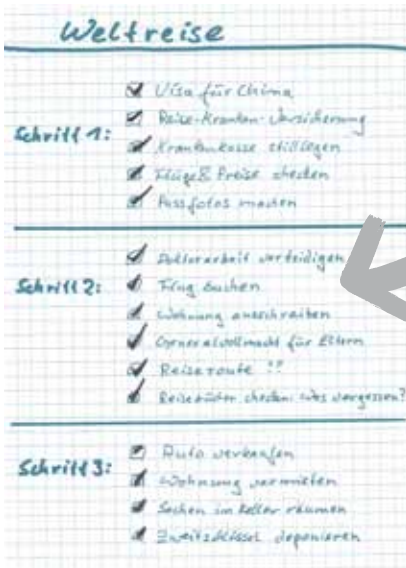 Weltreise
Visa für China
Reise-Kranken-Versicherung
Schritt 1:
Krankenkasse stilllegen
Flüge & Preise checken
Passfotos machen
Doktorarbeit verteidigen
Schritt 2:
Flug buchen
Wohnung ausschreiben
Generalvollmacht für Eltern
Reiseroute !?
Reisebücher checken: was vergessen?
Auto verkaufen
Schritt 3:
Wohnung vermieten
Sachen im Keller räumen
Zweitschlüssel deponieren